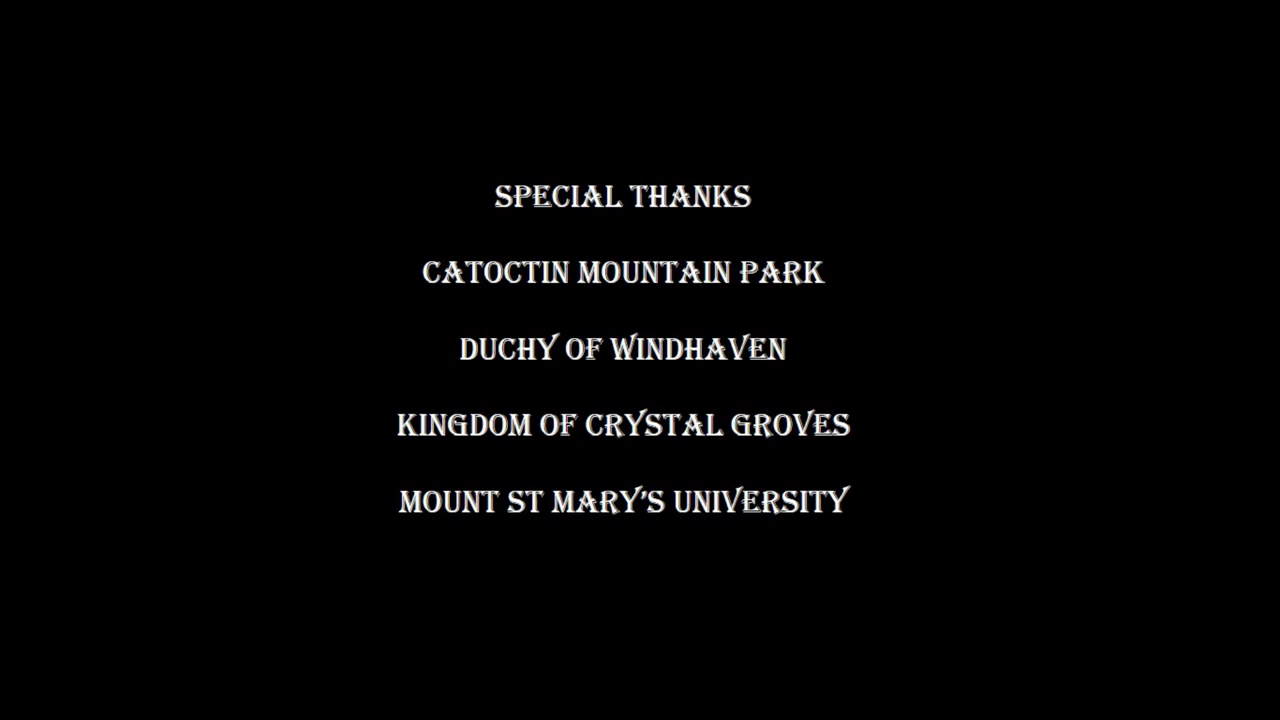 SPECIAL THANKS
CATOCTIN MOUNTAIN PARK
DUCHY OF WINDHAVEN
KINGDOM OF CRYSTAL GROVES
MOUNT ST MARY'S UNIVERSITY